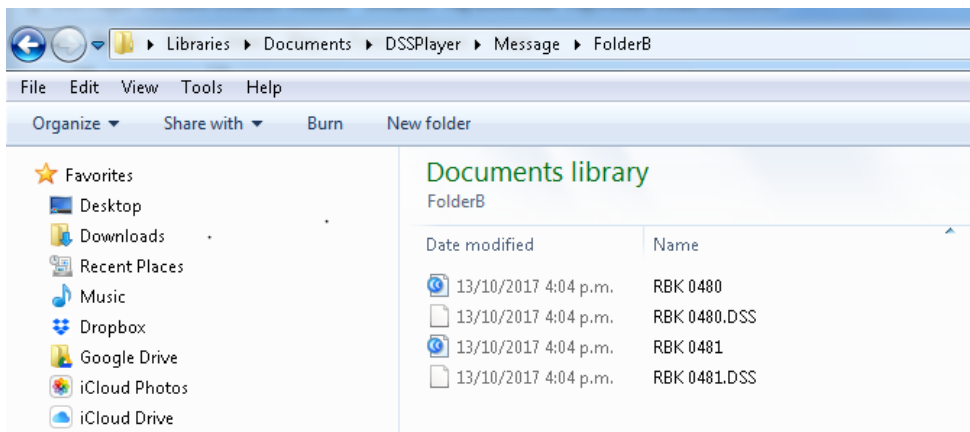 Libraries Documents DSSPlayer Message FolderB
File Edit View Tools Help
Organize Share with Burn New folder
Favorites
Desktop
Downloads
Recent Places
Music
Dropbox
Google Drive
iCloud Photos
iCloud Drive
Documents library
FolderB
Date modified Name
13/10/2017 4:04 p.m. RBK 0480
13/10/2017 4:04 p.m. RBK 0480.DSS
13/10/2017 4:04 p.m. RBK 0481
13/10/2017 4:04 p.m. RBK 0481.DSS